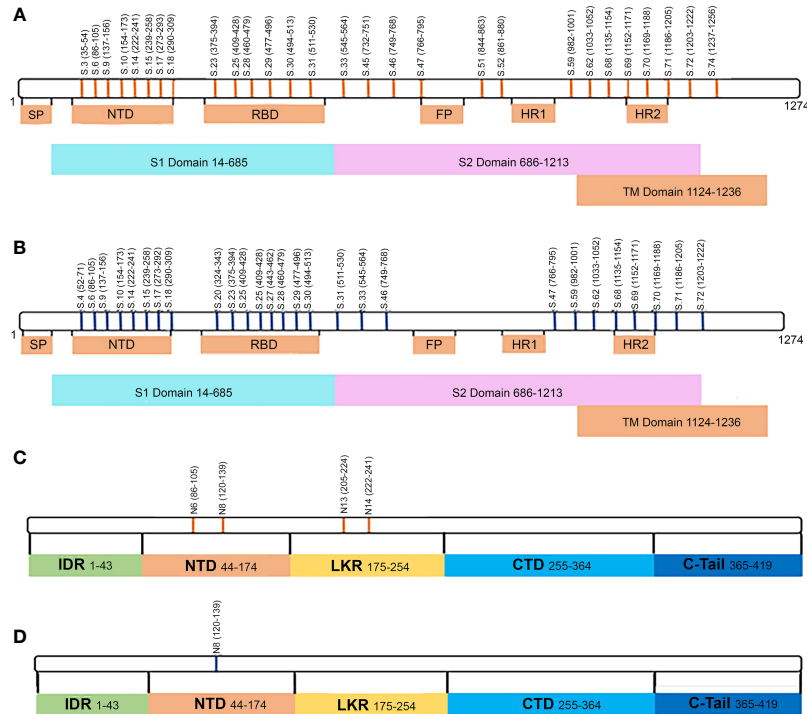 A
S.3 (35-54)
S.6 (86-105)
S.9 (137-156)
S.10 (154-173)
S.14 (222-241)
S.15 (239-258)
S.17 (273-293)
S.18 (290-309)
S.23 (375-394)
S.25 (409-428)
S.28 (460-479)
S.29 (477-496)
S.30 (494-513)
S.31 (511-530)
S.33 (545-564)
S.45 (732-751)
S.46 (749-768)
S.47 (766-795)
S.51 (844-863)
S.52 (861-880)
S.59 (982-1001)
S.62 (1033-1052)
S.68 (1135-1154)
S.69 (1152-1171)
S.70 (1169-1188)
S.71 (1186-1205)
S.72 (1203-1222)
S.74 (1237-1256)
1
1274
SP
NTD
RBD
FP
HR1
HR2
S1 Domain 14-685
S2 Domain 686-1213
TM Domain 1124-1236
B
S.4 (52-71)
S.6 (86-105)
S.9 (137-156)
S.10 (154-173)
S.14 (222-241)
S.15 (239-258)
S.17 (273-292)
S.18 (290-309)
S.20 (324-343)
S.23 (375-394)
S.25 (409-428)
S.25 (409-428)
S.27 (443-462)
S.28 (460-479)
S.29 (477-496)
S.30 (494-513)
S.31 (511-530)
S.33 (545-564)
S.46 (749-768)
S.47 (766-795)
S.59 (982-1001)
S.62 (1033-1052)
S.68 (1135-1154)
S.69 (1152-1171)
S.70 (1169-1188)
S.71 (1186-1205)
S.72 (1203-1222)
1
1274
SP
NTD
RBD
FP
HR1
HR2
S1 Domain 14-685
S2 Domain 686-1213
TM Domain 1124-1236
C
N6 (86-105)
N8 (120-139)
N13 (205-224)
N14 (222-241)
IDR 1-43
NTD 44-174
LKR 175-254
CTD 255-364
C-Tail 365-419
D
N8 (120-139)
IDR 1-43
NTD 44-174
LKR 175-254
CTD 255-364
C-Tail 365-419